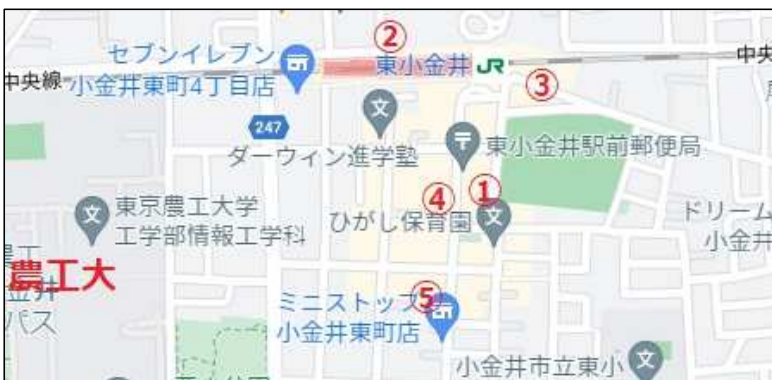 ②
セブンイレブン
小金井東町4丁目店
東小金井 JR
中央
中央線
③
247
ダーウィン進学塾
東小金井駅前郵便局
④ ①
東京農工大学
工学部情報工学科
ひがし保育園
ドリーム
小金井
農工大
パス
⑤
ミニストップ
小金井東町店
小金井市立東小